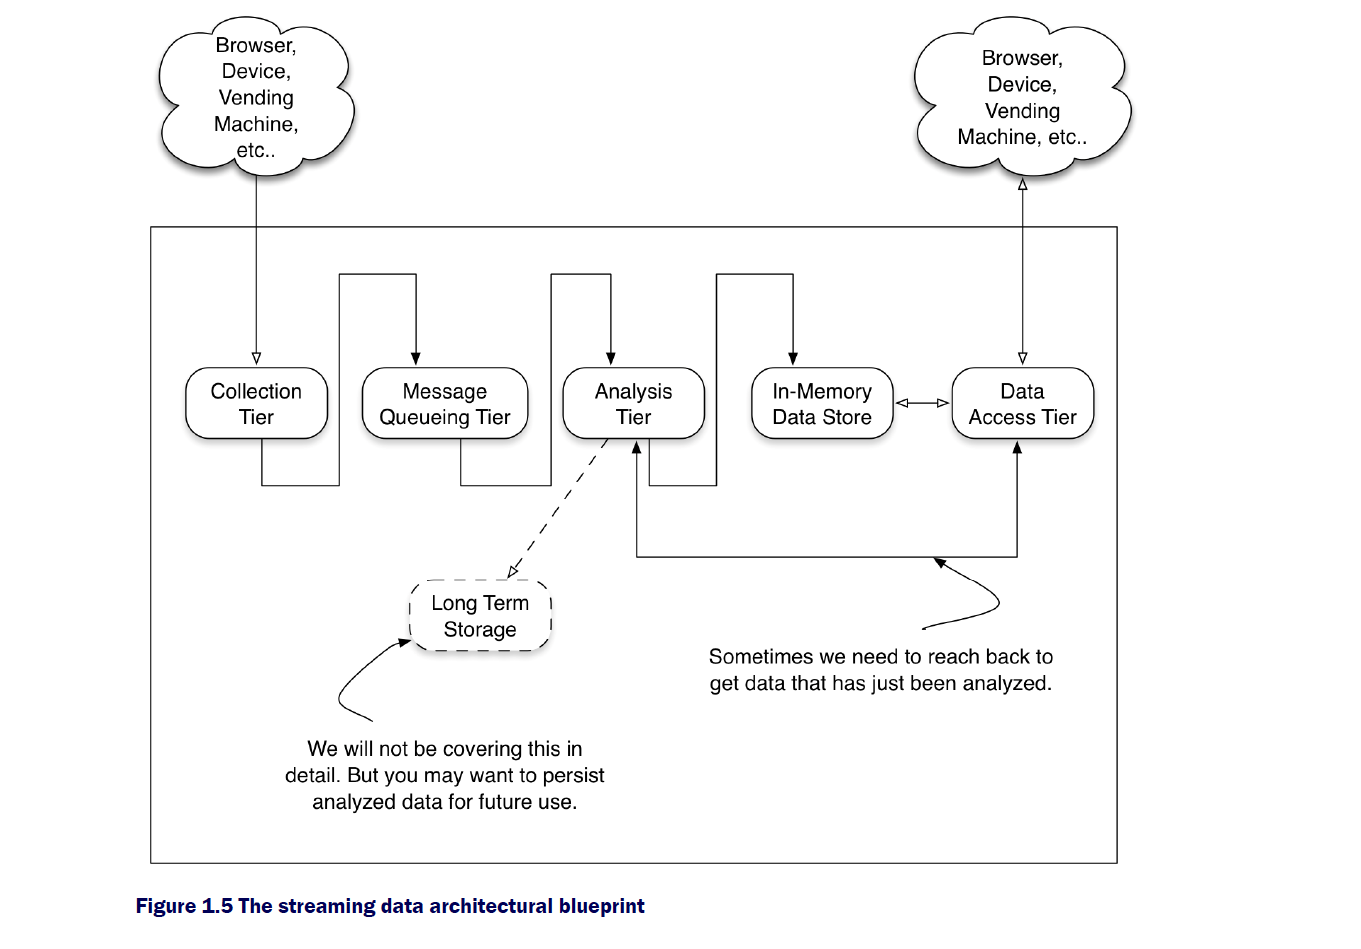 Browser,
Device,
Vending
Machine,
etc..
Browser,
Device,
Vending
Machine, etc..
Collection
Tier
Message
Queueing Tier
Analysis
Tier
In-Memory
Data Store
Data
Access Tier
Long Term
Storage
Sometimes we need to reach back to
get data that has just been analyzed.
We will not be covering this in
detail. But you may want to persist
analyzed data for future use.
Figure 1.5 The streaming data architectural blueprint